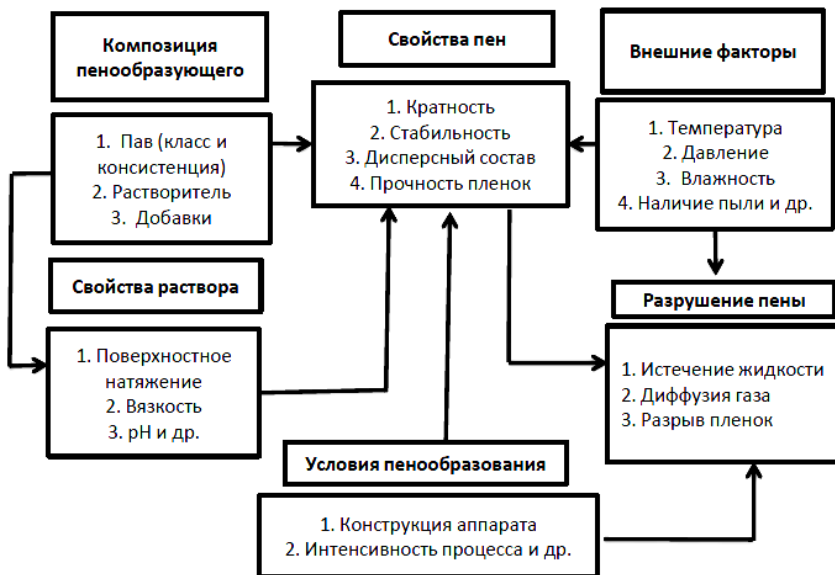 Композиция
пенообразующего
1. Пав (класс и
консистенция)
2. Растворитель
3. Добавки
Свойства пен
1. Кратность
2. Стабильность
3. Дисперсный состав
4. Прочность пленок
Внешние факторы
1. Температура
2. Давление
3. Влажность
4. Наличие пыли и др.
Свойства раствора
1. Поверхностное
натяжение
2. Вязкость
3. pH и др.
Разрушение пены
1. Истечение жидкости
2. Диффузия газа
3. Разрыв пленок
Условия пенообразования
1. Конструкция аппарата
2. Интенсивность процесса и др.